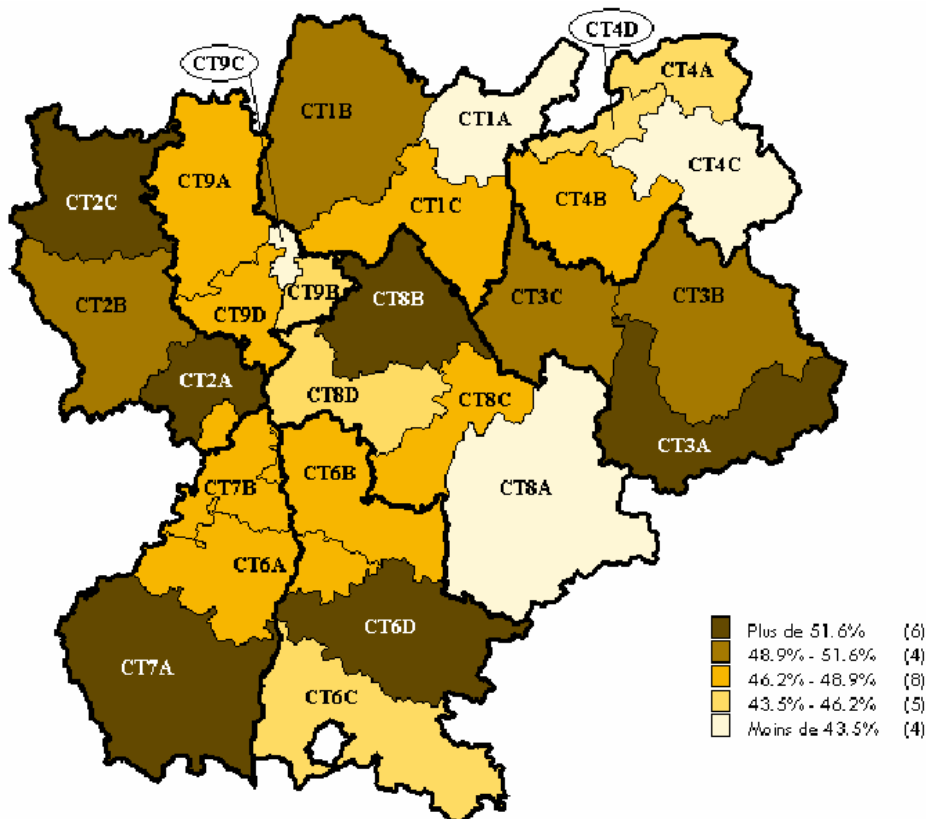 CT4D
CT9C
CT4A
CT1B
CT1A
CT4C
CT9A
CT2C
CT1C
CT4B
CT9B
CT8B
CT3C
CT3B
CT2B
CT9D
CT2A
CT8D
CT8C
CT3A
CT7B
CT6B
CT8A
CT6A
CT6D
CT7A
CT6C
Plus de 51.6% (6)
48.9% - 51.6% (4)
46.2% - 48.9% (8)
43.5% - 46.2% (5)
Moins de 43.5% (4)